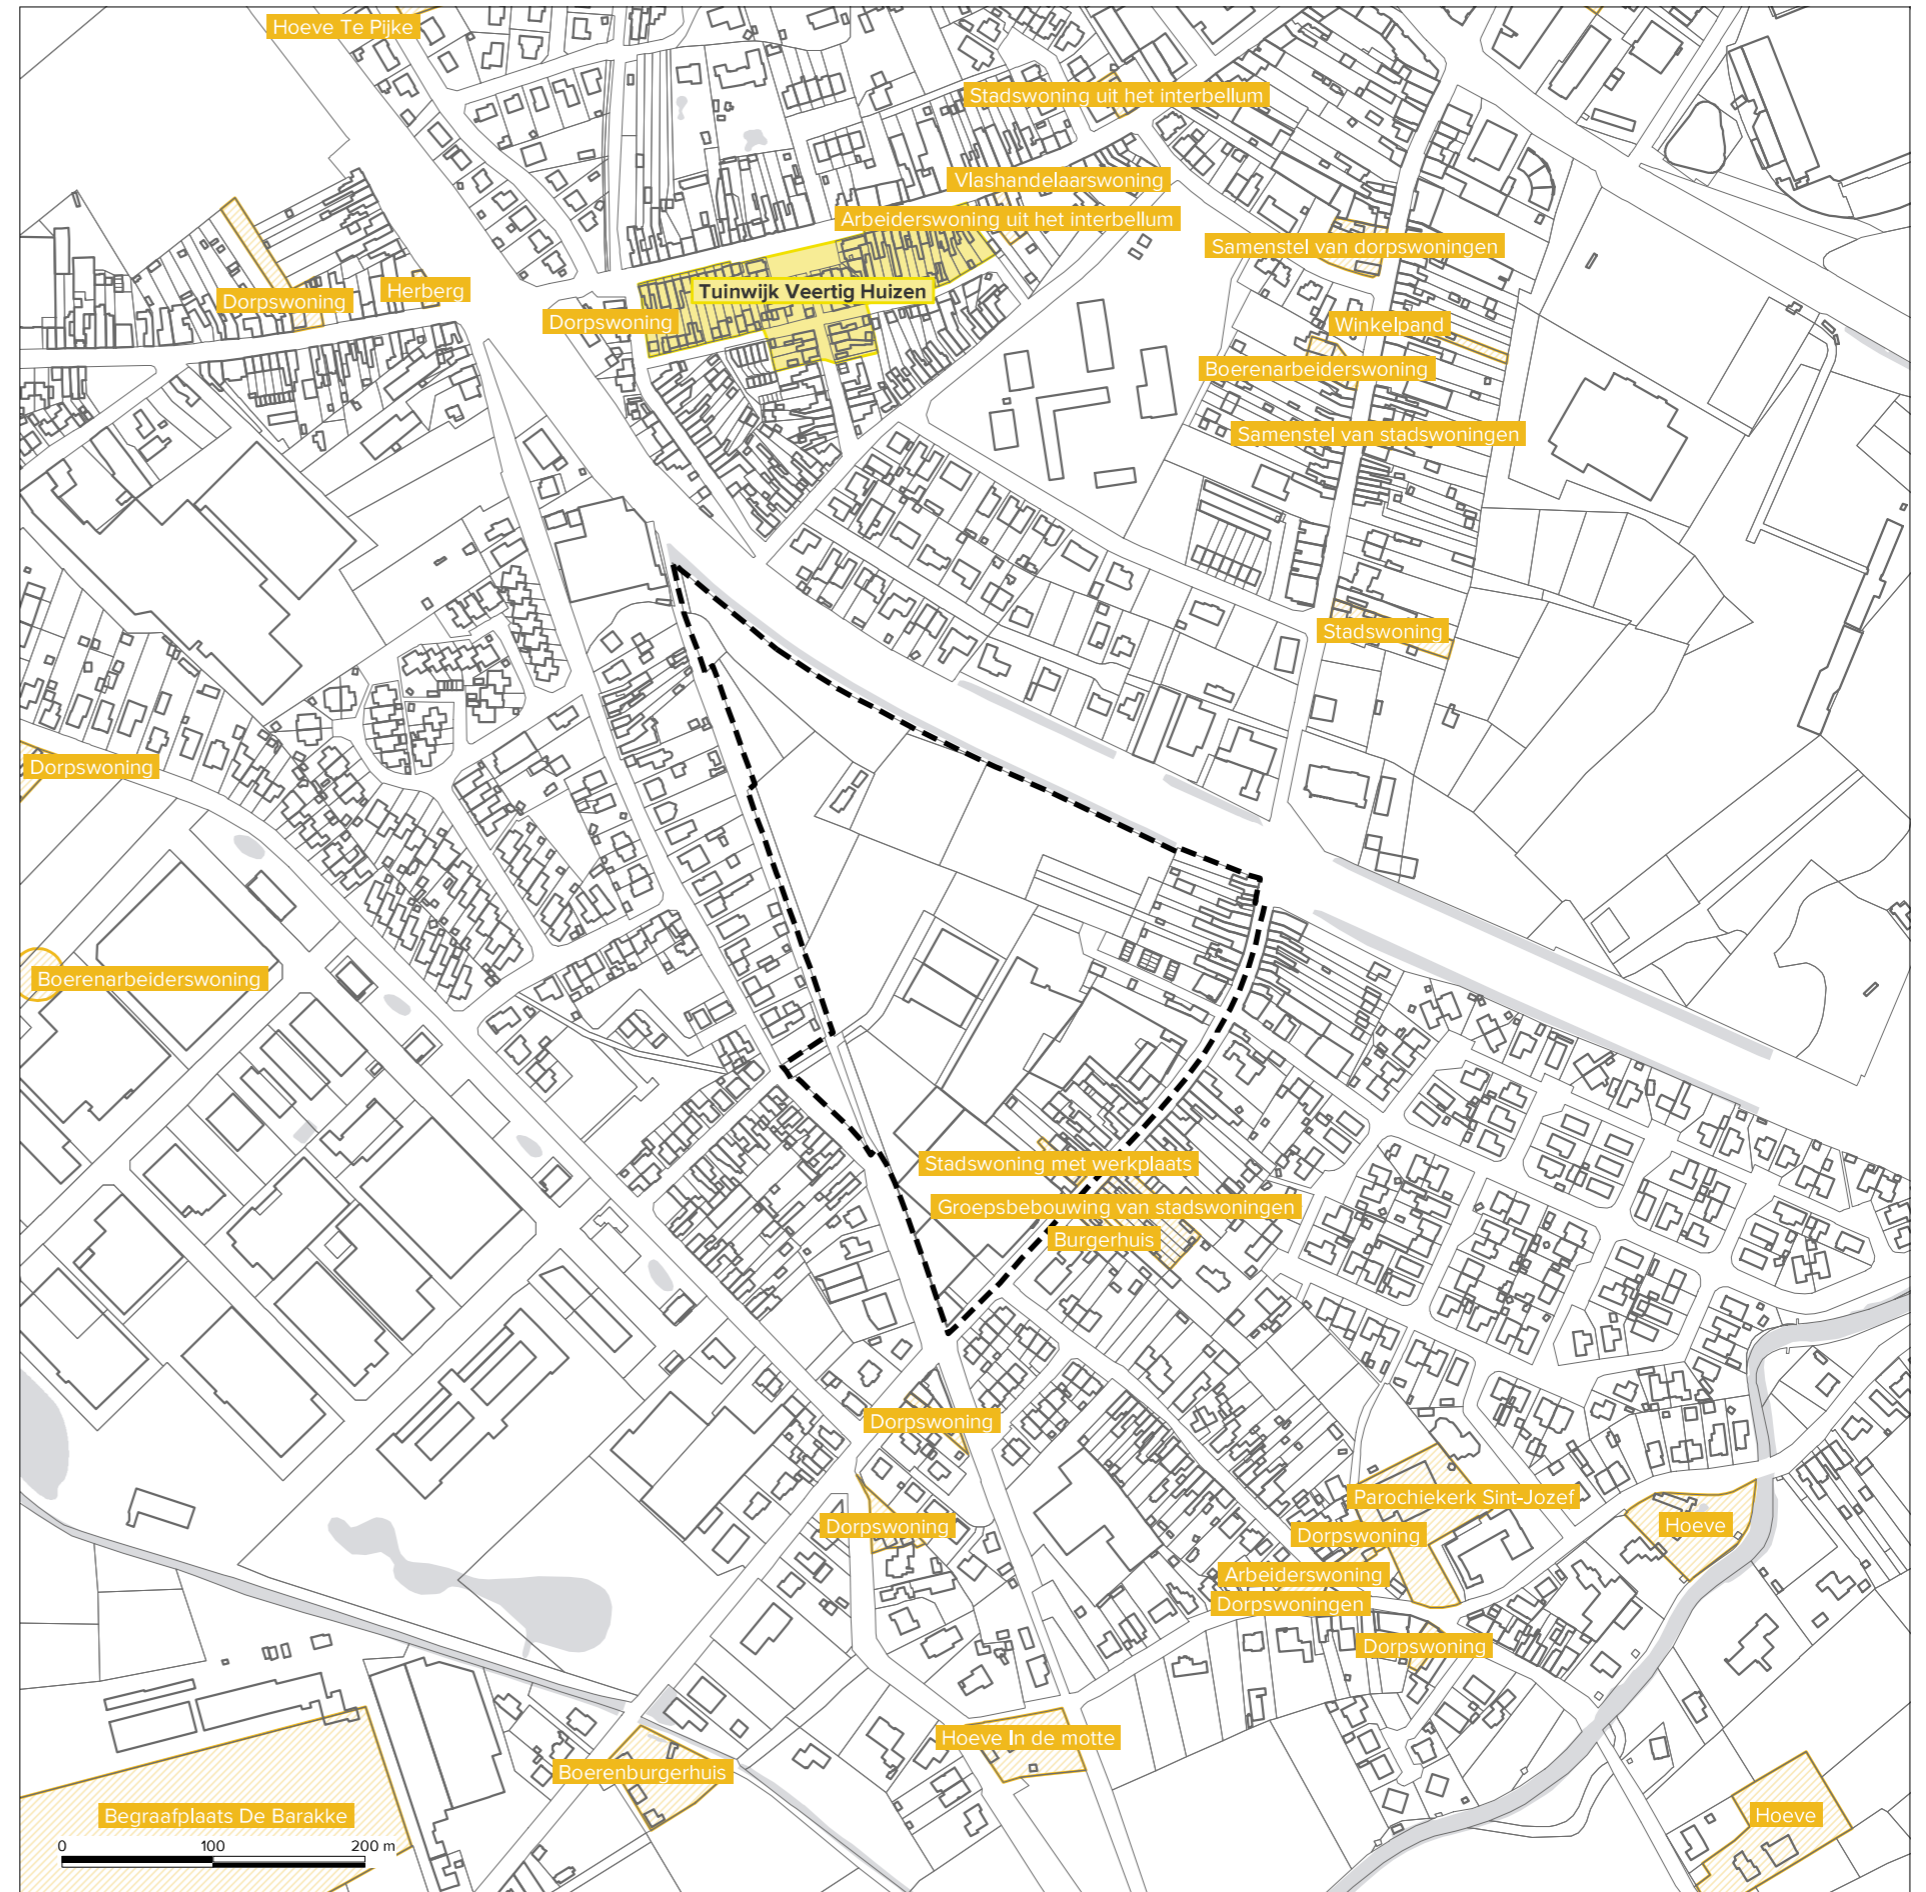 Hoeve Te Pijke
Stadswoning uit het interbellum
Vlashandelaarswoning
Arbeiderswoning uit het interbellum
Samenstel van dorpswoningen
Herberg
Tuinwijk Veertig Huizen
Dorpswoning
Dorpswoning
Winkelpand
Boerenarbeiderswoning
Samenstel van stadswoningen
Stadswoning
Dorpswoning
Boerenarbeiderswoning
Stadswoning met werkplaats
Groepsbebouwing van stadswoningen
Burgerhuis
Dorpswoning
Parochiekerk Sint-Jozef
Dorpswoning
Hoeve
Dorpswoning
Arbeiderswoning
Dorpswoningen
Dorpswoning
Hoeve In de motte
Boerenburgerhuis
Begraafplaats De Barakke
Hoeve
0 100 200 m